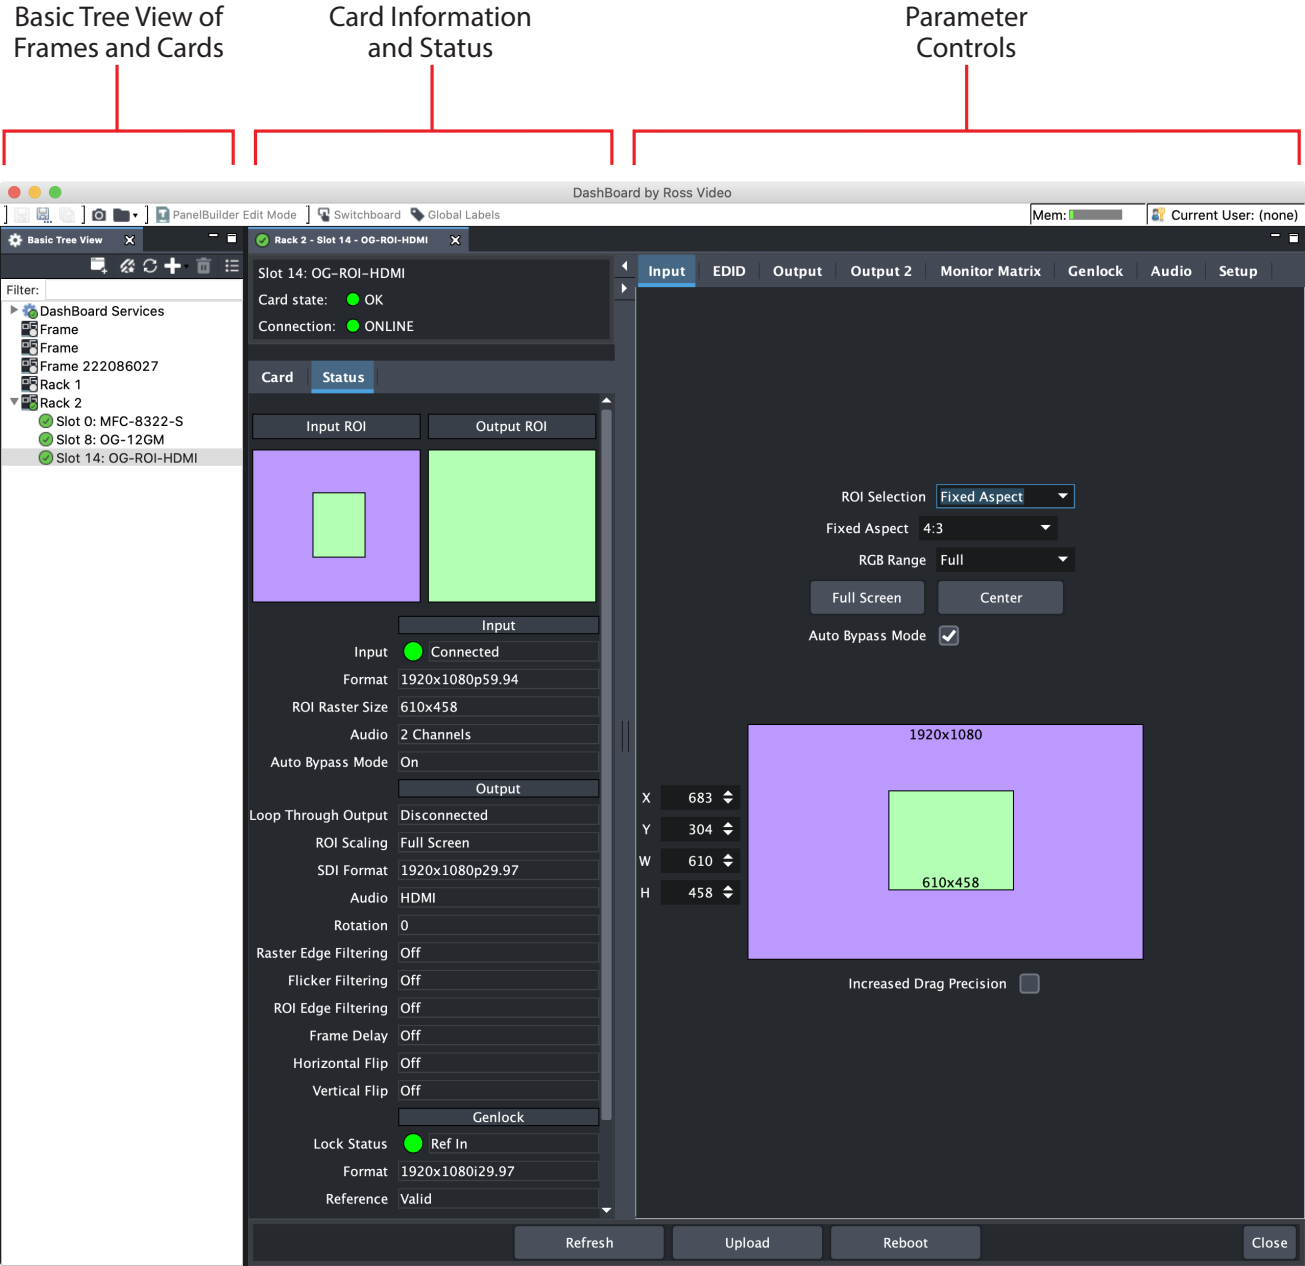 Basic Tree View of
Frames and Cards
Card Information
and Status
Parameter
Controls
DashBoard by Ross Video
PanelBuilder Edit Mode
Switchboard
Global Labels
Mem:
Current User: (none)
Basic Tree View
Rack 2 - Slot 14 - OG-ROI-HDMI
Filter:
DashBoard Services
Frame
Frame
Frame 222086027
Rack 1
Rack 2
Slot 0: MFC-8322-S
Slot 8: OG-12GM
Slot 14: OG-ROI-HDMI
Slot 14: OG-ROI-HDMI
Card state: OK
Connection: ONLINE
Card Status
Input ROI Output ROI
Input
Input Connected
Format 1920x1080p59.94
ROI Raster Size 610x458
Audio 2 Channels
Auto Bypass Mode On
Output
Loop Through Output Disconnected
ROI Scaling Full Screen
SDI Format 1920x1080p29.97
Audio HDMI
Rotation 0
Raster Edge Filtering Off
Flicker Filtering Off
ROI Edge Filtering Off
Frame Delay Off
Horizontal Flip Off
Vertical Flip Off
Genlock
Lock Status Ref In
Format 1920x1080i29.97
Reference Valid
Input EDID Output Output 2 Monitor Matrix Genlock Audio Setup
ROI Selection Fixed Aspect
Fixed Aspect 4:3
RGB Range Full
Full Screen Center
Auto Bypass Mode
1920x1080
X 683
Y 304
W 610
H 458
610x458
Increased Drag Precision
Refresh Upload Reboot Close